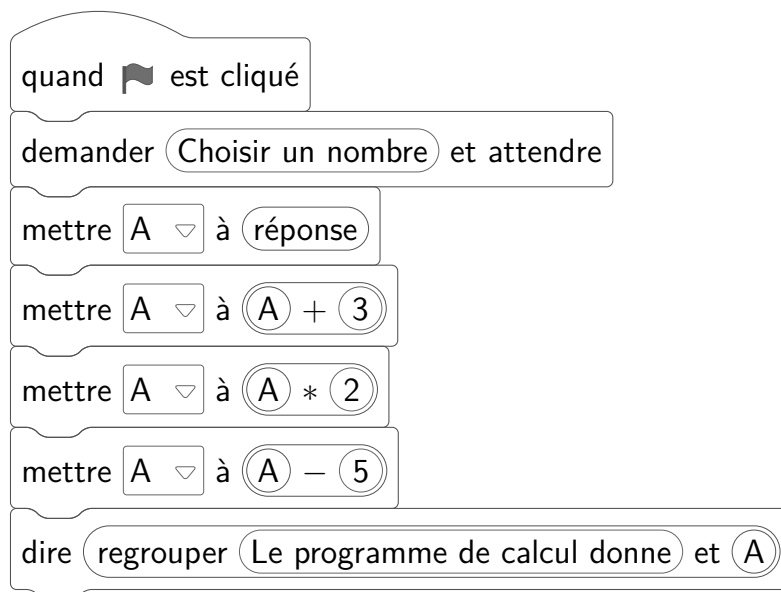 quand est cliqué
demander Choisir un nombre et attendre
mettre A à réponse
mettre A à A + 3
mettre A à A * 2
mettre A à A − 5
dire regrouper Le programme de calcul donne et A